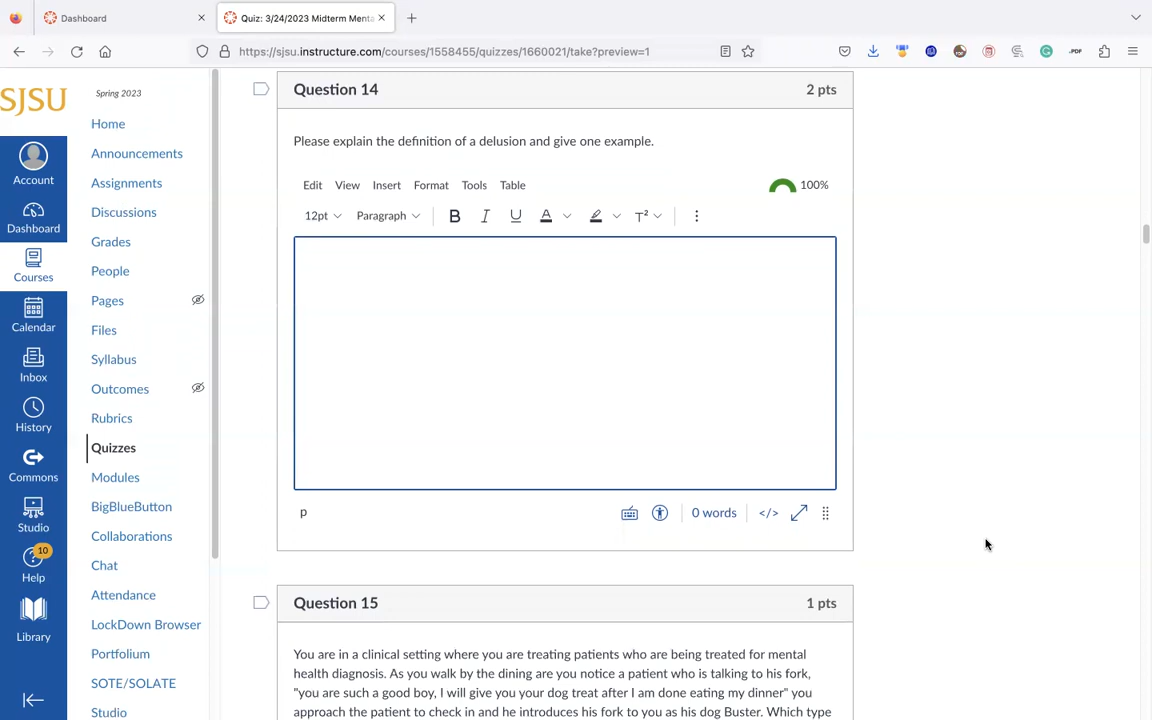 Dashboard
Quiz: 3/24/2023 Midterm Menta
https://sjsu.instructure.com/courses/1558455/quizzes/1660021/take?preview=1
.PDF
SJSU
Account
Dashboard
Courses
Calendar
Inbox
History
Commons
Studio
10
Help
Library
Spring 2023
Home
Announcements
Assignments
Discussions
Grades
People
Pages
Files
Syllabus
Outcomes
Rubrics
Quizzes
Modules
BigBlueButton
Collaborations
Chat
Attendance
LockDown Browser
Portfolium
SOTE/SOLATE
Studio
Question 14 2 pts
Please explain the definition of a delusion and give one example.
Edit View Insert Format Tools Table 100%
12pt Paragraph B I U A T²
p 0 words </>
Question 15 1 pts
You are in a clinical setting where you are treating patients who are being treated for mental
health diagnosis. As you walk by the dining are you notice a patient who is talking to his fork,
"you are such a good boy, I will give you your dog treat after I am done eating my dinner" you
approach the patient to check in and he introduces his fork to you as his dog Buster. Which type